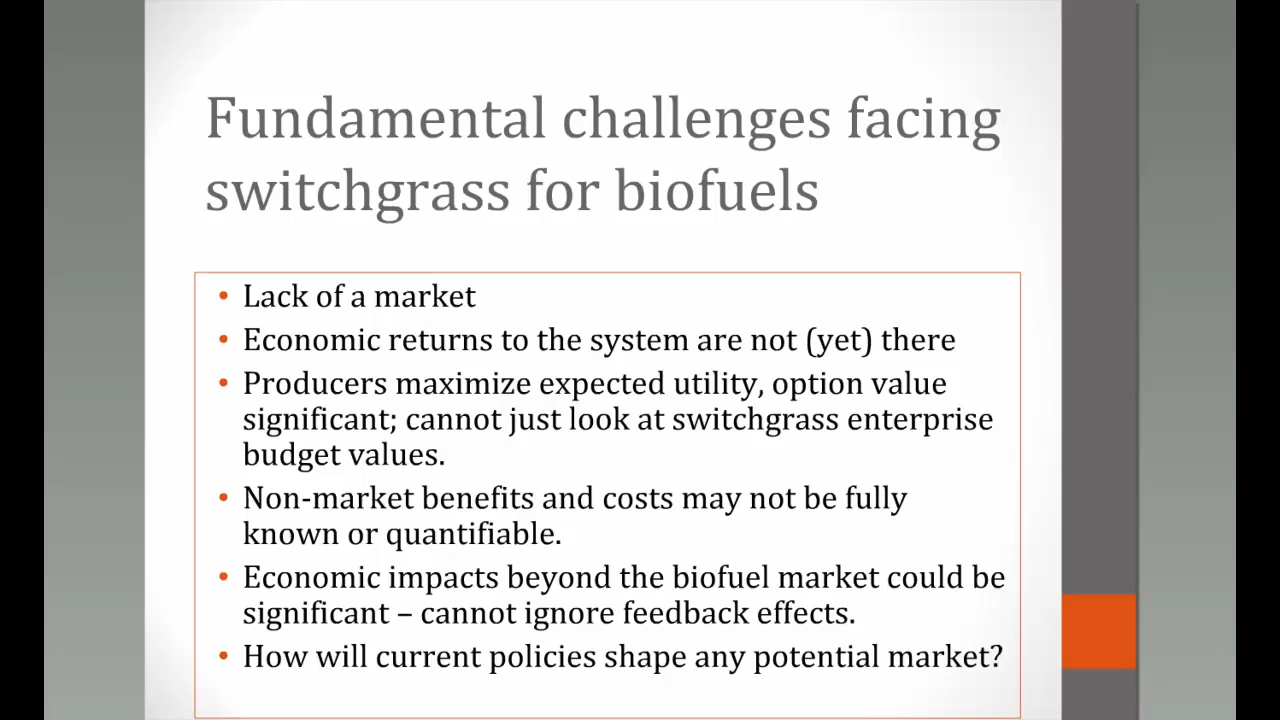 Fundamental challenges facing
switchgrass for biofuels
• Lack of a market
• Economic returns to the system are not (yet) there
• Producers maximize expected utility, option value
significant; cannot just look at switchgrass enterprise
budget values.
• Non-market benefits and costs may not be fully
known or quantifiable.
• Economic impacts beyond the biofuel market could be
significant – cannot ignore feedback effects.
• How will current policies shape any potential market?